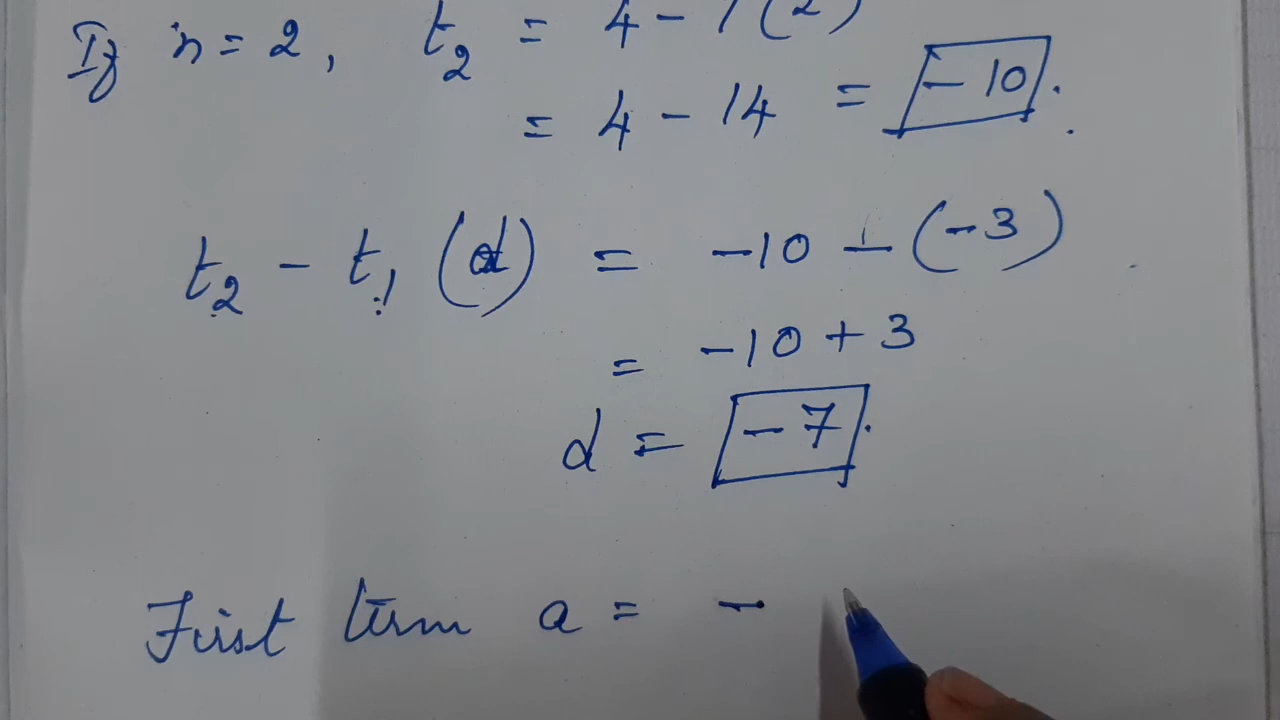 If n = 2, t2 = 4 - 7(2)
= 4 - 14 = -10.
t2 - t1 (d) = -10 - (-3)
= -10 + 3
d = -7.
First term a = -